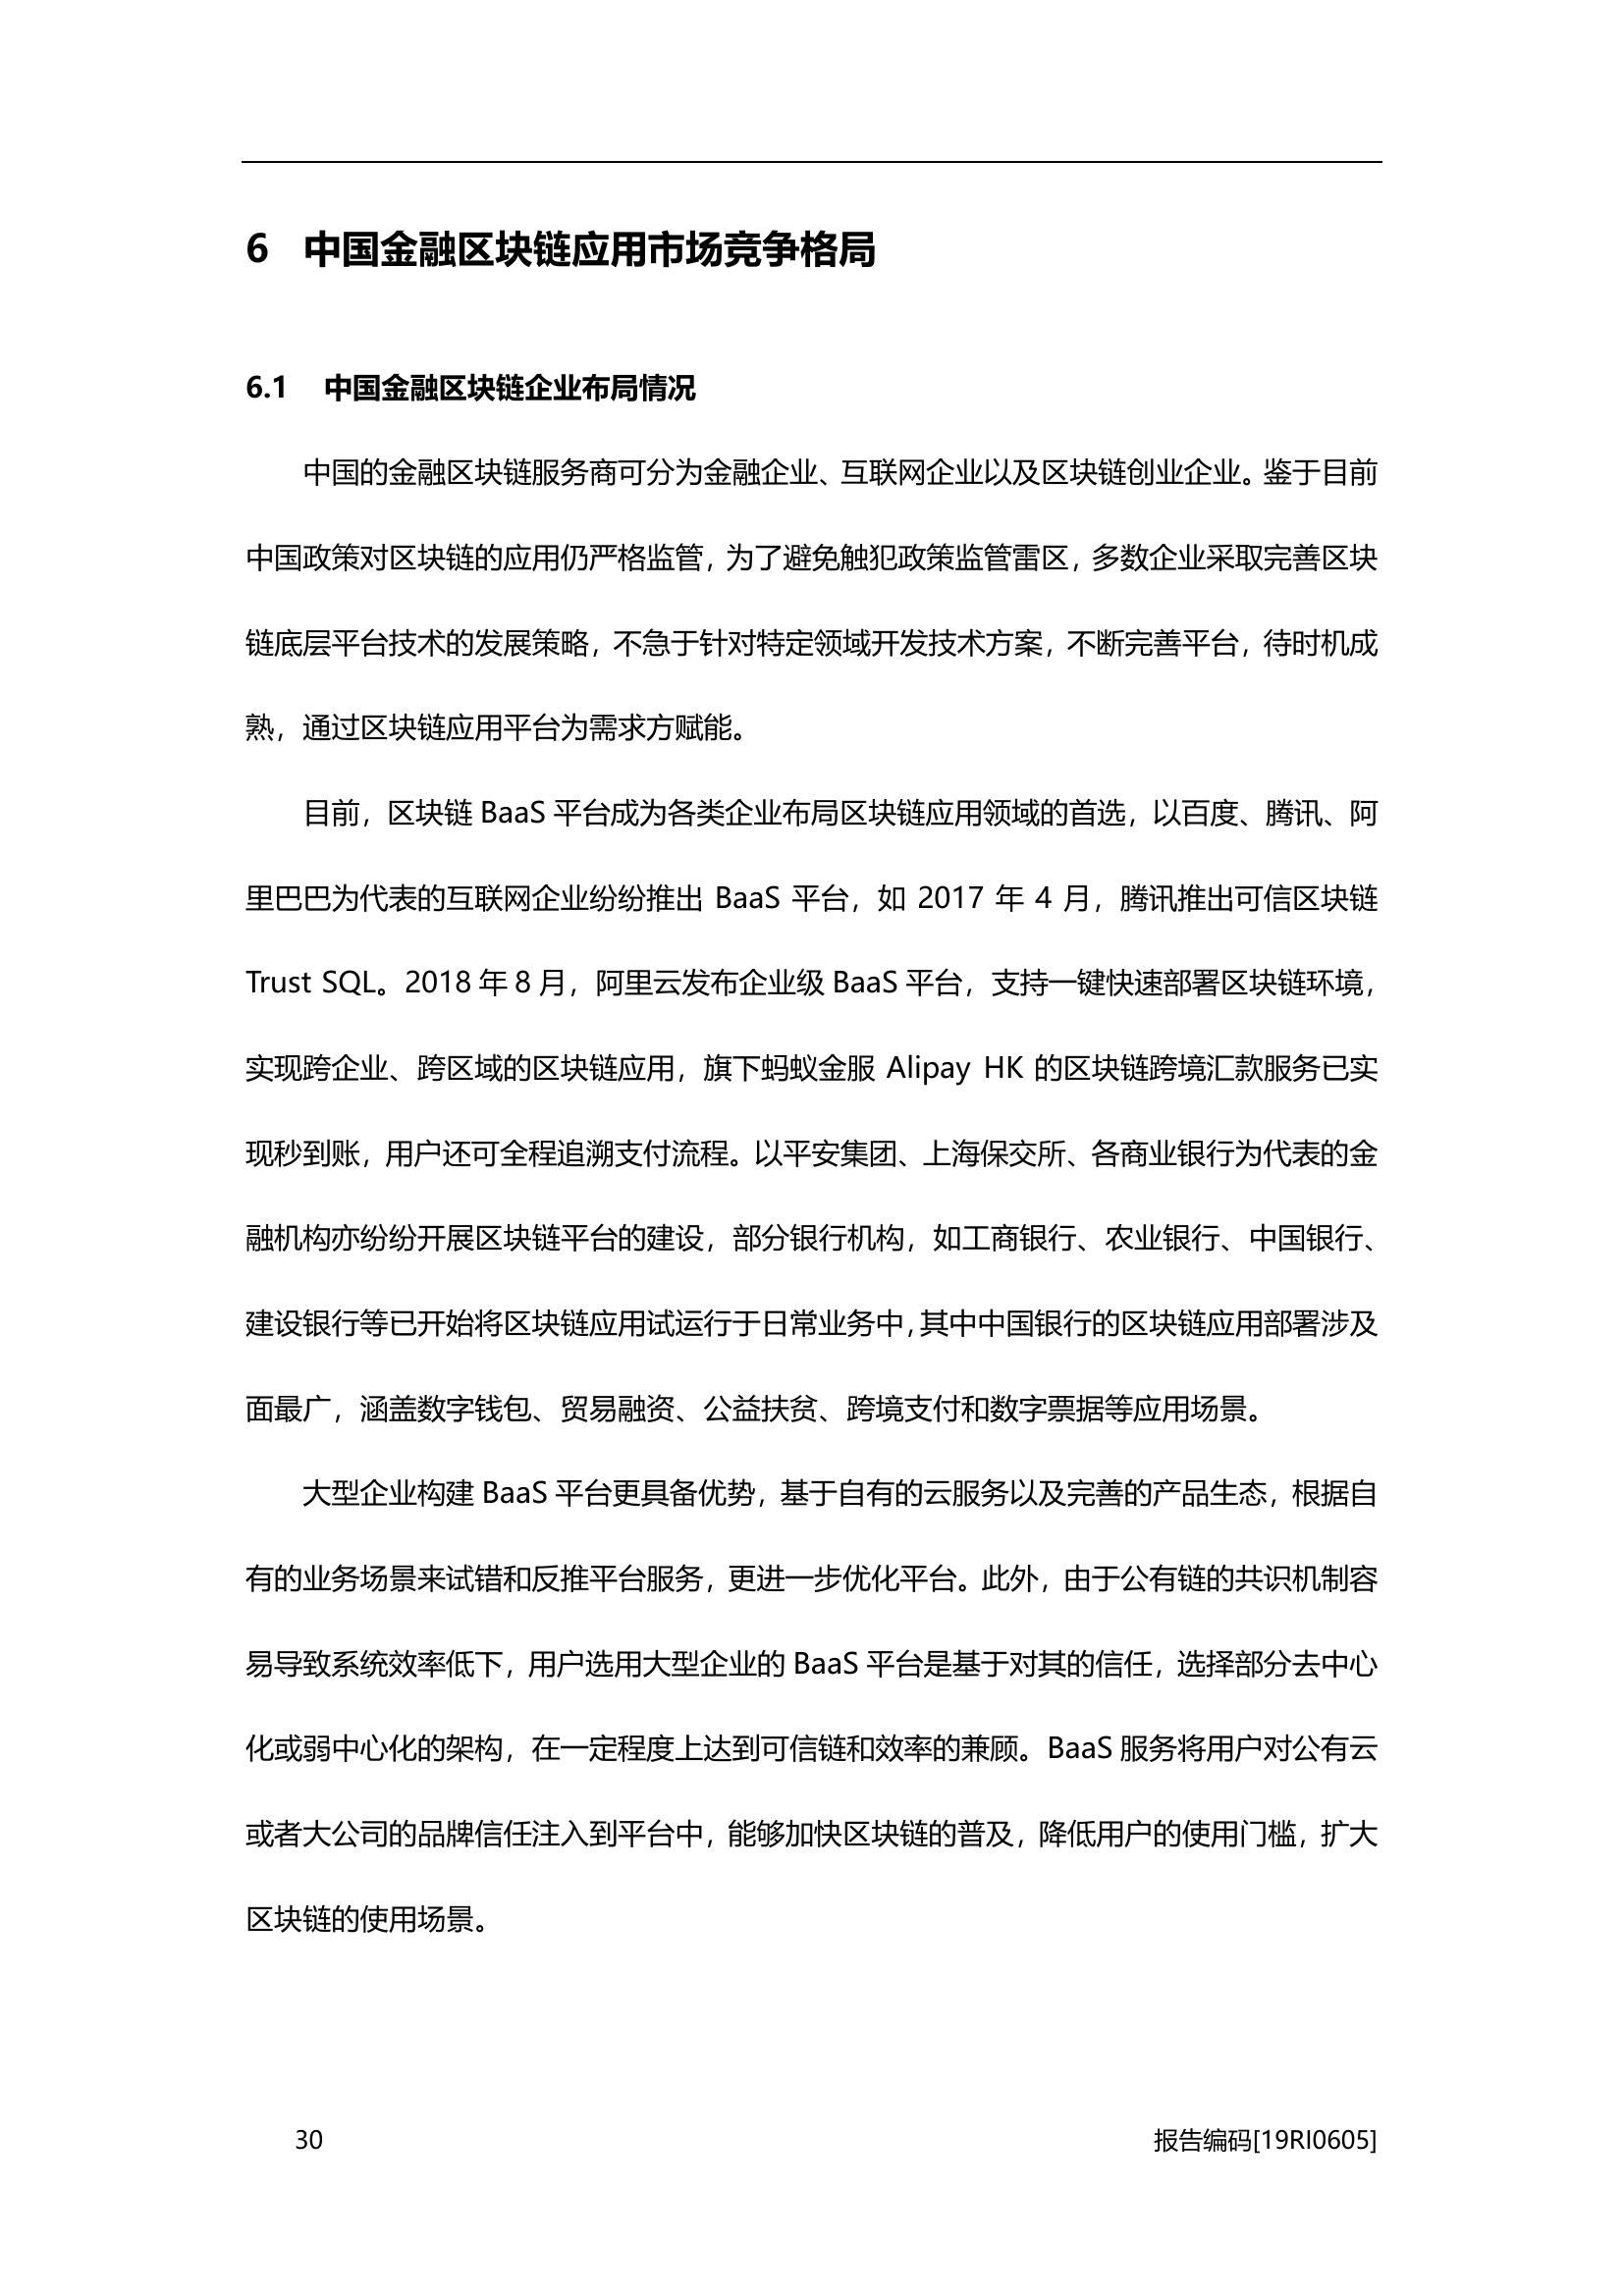 6 中国金融区块链应用市场竞争格局
6.1 中国金融区块链企业布局情况
中国的金融区块链服务商可分为金融企业、互联网企业以及区块链创业企业。鉴于目前
中国政策对区块链的应用仍严格监管，为了避免触犯政策监管雷区，多数企业采取完善区块
链底层平台技术的发展策略，不急于针对特定领域开发技术方案，不断完善平台，待时机成
熟，通过区块链应用平台为需求方赋能。
目前，区块链 BaaS 平台成为各类企业布局区块链应用领域的首选，以百度、腾讯、阿
里巴巴为代表的互联网企业纷纷推出 BaaS 平台，如 2017 年 4 月，腾讯推出可信区块链
Trust SQL。2018 年 8 月，阿里云发布企业级 BaaS 平台，支持一键快速部署区块链环境，
实现跨企业、跨区域的区块链应用，旗下蚂蚁金服 Alipay HK 的区块链跨境汇款服务已实
现秒到账，用户还可全程追溯支付流程。以平安集团、上海保交所、各商业银行为代表的金
融机构亦纷纷开展区块链平台的建设，部分银行机构，如工商银行、农业银行、中国银行、
建设银行等已开始将区块链应用试运行于日常业务中，其中中国银行的区块链应用部署涉及
面最广，涵盖数字钱包、贸易融资、公益扶贫、跨境支付和数字票据等应用场景。
大型企业构建 BaaS 平台更具备优势，基于自有的云服务以及完善的产品生态，根据自
有的业务场景来试错和反推平台服务，更进一步优化平台。此外，由于公有链的共识机制容
易导致系统效率低下，用户选用大型企业的 BaaS 平台是基于对其的信任，选择部分去中心
化或弱中心化的架构，在一定程度上达到可信链和效率的兼顾。BaaS 服务将用户对公有云
或者大公司的品牌信任注入到平台中，能够加快区块链的普及，降低用户的使用门槛，扩大
区块链的使用场景。
30 报告编码[19RI0605]